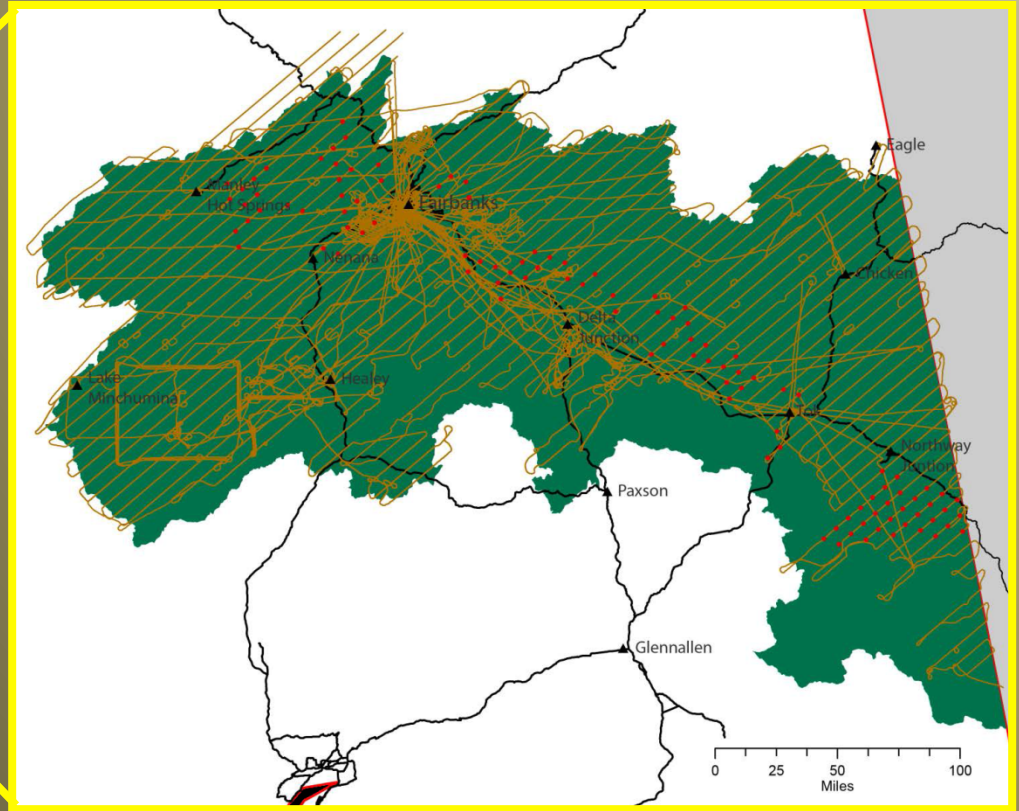 Eagle
Manley
Hot Springs
Fairbanks
Nenana
Chicken
Delta
Junction
Lake
Minchumina
Healey
Tok
Northway
Juntion
Paxson
Glennallen
0 25 50 100
Miles